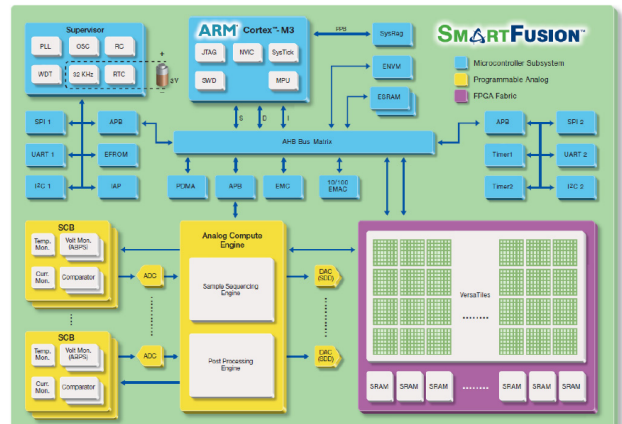 Supervisor
PLL
OSC
RC
WDT
32 KHz
RTC
+
3V
−
ARM Cortex™-M3
JTAG
NVIC
SysTick
SWD
MPU
PPB
SysReg
ENVM
ESRAM
SMARTFUSION™
Microcontroller Subsystem
Programmable Analog
FPGA Fabric
S
D
I
SPI 1
APB
AHB Bus Matrix
APB
SPI 2
UART 1
EFROM
Timer1
UART 2
I2C 1
IAP
PDMA
APB
EMC
10/100
EMAC
Timer2
I2C 2
SCB
Temp.
Mon.
Volt Mon.
(ABPS)
Curr.
Mon.
Comparator
ADC
Analog Compute
Engine
Sample Sequencing
Engine
Post Processing
Engine
DAC
(SDD)
VersaTiles
........
SCB
Temp.
Mon.
Volt Mon.
(ABPS)
Curr.
Mon.
Comparator
ADC
DAC
(SDD)
SRAM
SRAM
SRAM
........
SRAM
SRAM
SRAM